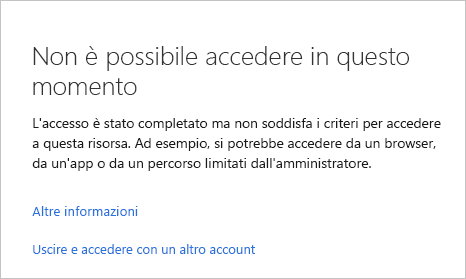 Non è possibile accedere in questo
momento
L'accesso è stato completato ma non soddisfa i criteri per accedere
a questa risorsa. Ad esempio, si potrebbe accedere da un browser,
da un'app o da un percorso limitati dall'amministratore.
Altre informazioni
Uscire e accedere con un altro account